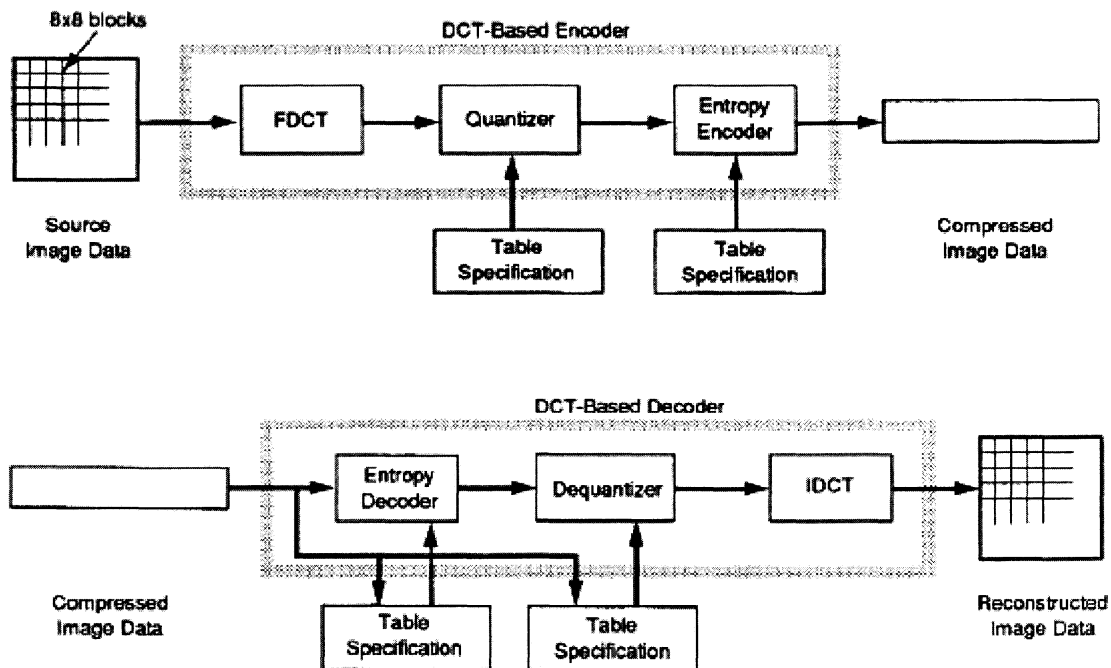 8x8 blocks
DCT-Based Encoder
FDCT
Quantizer
Entropy
Encoder
Source
Image Data
Table
Specification
Table
Specification
Compressed
Image Data
DCT-Based Decoder
Entropy
Decoder
Dequantizer
IDCT
Compressed
Image Data
Table
Specification
Table
Specification
Reconstructed
Image Data